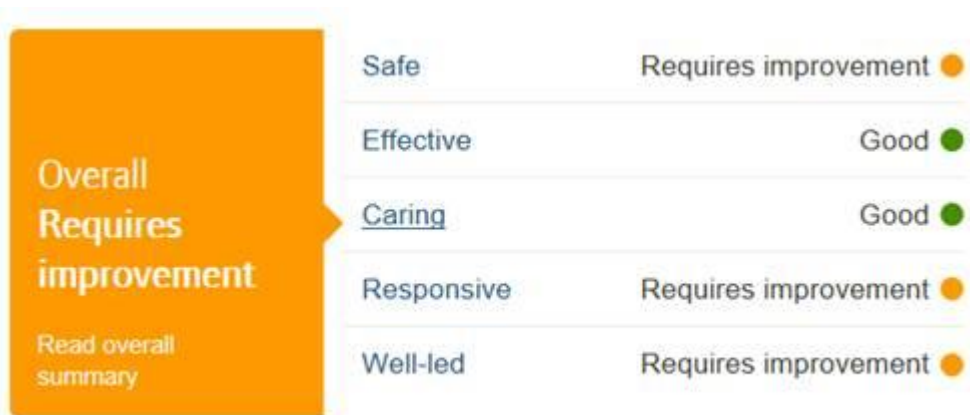 Overall
Requires
improvement
Read overall
summary
Safe Requires improvement
Effective Good
Caring Good
Responsive Requires improvement
Well-led Requires improvement